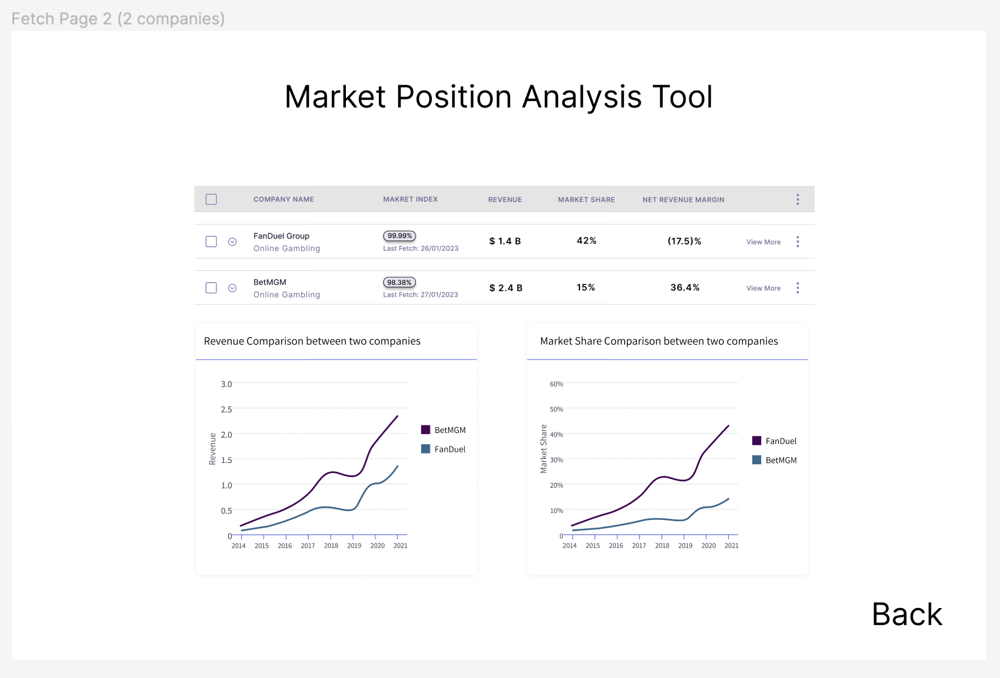 Fetch Page 2 (2 companies)
Market Position Analysis Tool
COMPANY NAME MAKRET INDEX REVENUE MARKET SHARE NET REVENUE MARGIN
FanDuel Group 99.99% $ 1.4 B 42% (17.5)% View More
Online Gambling Last Fetch: 26/01/2023
BetMGM 98.38% $ 2.4 B 15% 36.4% View More
Online Gambling Last Fetch: 27/01/2023
Revenue Comparison between two companies
Revenue
3.0
2.5
2.0
1.5
1.0
0.5
0
2014 2015 2016 2017 2018 2019 2020 2021
BetMGM
FanDuel
Market Share Comparison between two companies
Market Share
60%
50%
40%
30%
20%
10%
0
2014 2015 2016 2017 2018 2019 2020 2021
FanDuel
BetMGM
Back